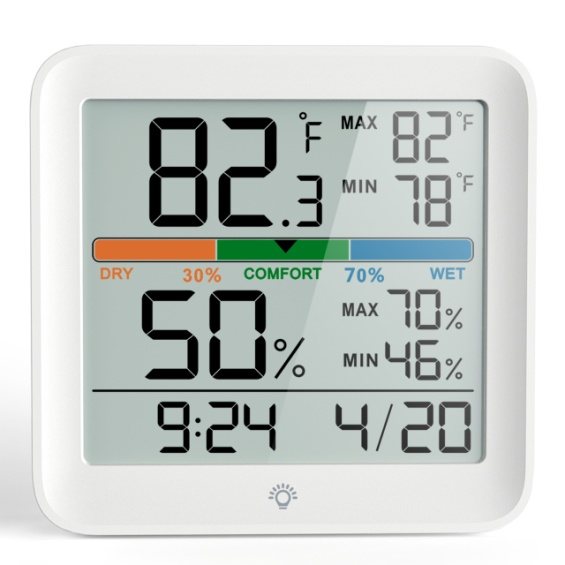 82.3°F MAX 82°F
MIN 78°F
DRY 30% COMFORT 70% WET
50% MAX 70%
MIN 46%
9:24 4/20